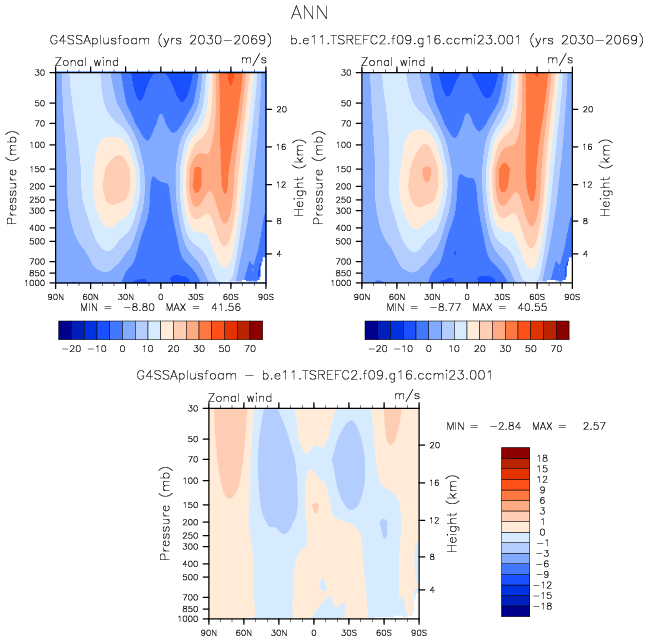 ANN
G4SSAplusfoam (yrs 2030−2069) b.e11.TSREFC2.f09.g16.ccmi23.001 (yrs 2030−2069)
Zonal wind m/s Zonal wind m/s
Pressure (mb) 30 50 70 100 150 200 250 300 400 500 700 850 1000
Height (km) 20 16 12 8 4
90N 60N 30N 0 30S 60S 90S
MIN = −8.80 MAX = 41.56
−20 −10 0 10 20 30 50 70
Pressure (mb) 30 50 70 100 150 200 250 300 400 500 700 850 1000
Height (km) 20 16 12 8 4
90N 60N 30N 0 30S 60S 90S
MIN = −8.77 MAX = 40.55
−20 −10 0 10 20 30 50 70
G4SSAplusfoam − b.e11.TSREFC2.f09.g16.ccmi23.001
Zonal wind m/s
Pressure (mb) 30 50 70 100 150 200 250 300 400 500 700 850 1000
Height (km) 20 16 12 8 4
90N 60N 30N 0 30S 60S 90S
MIN = −2.84 MAX = 2.57
18
15
12
9
6
3
1
0
−1
−3
−6
−9
−12
−15
−18